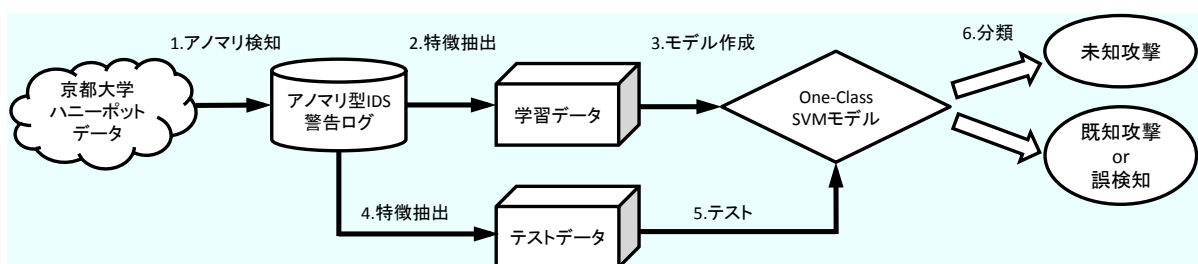 1.アノマリ検知
2.特徴抽出
3.モデル作成
6.分類
京都大学
ハニーポット
データ
アノマリ型IDS
警告ログ
学習データ
One-Class
SVMモデル
未知攻撃
既知攻撃
or
誤検知
4.特徴抽出
テストデータ
5.テスト